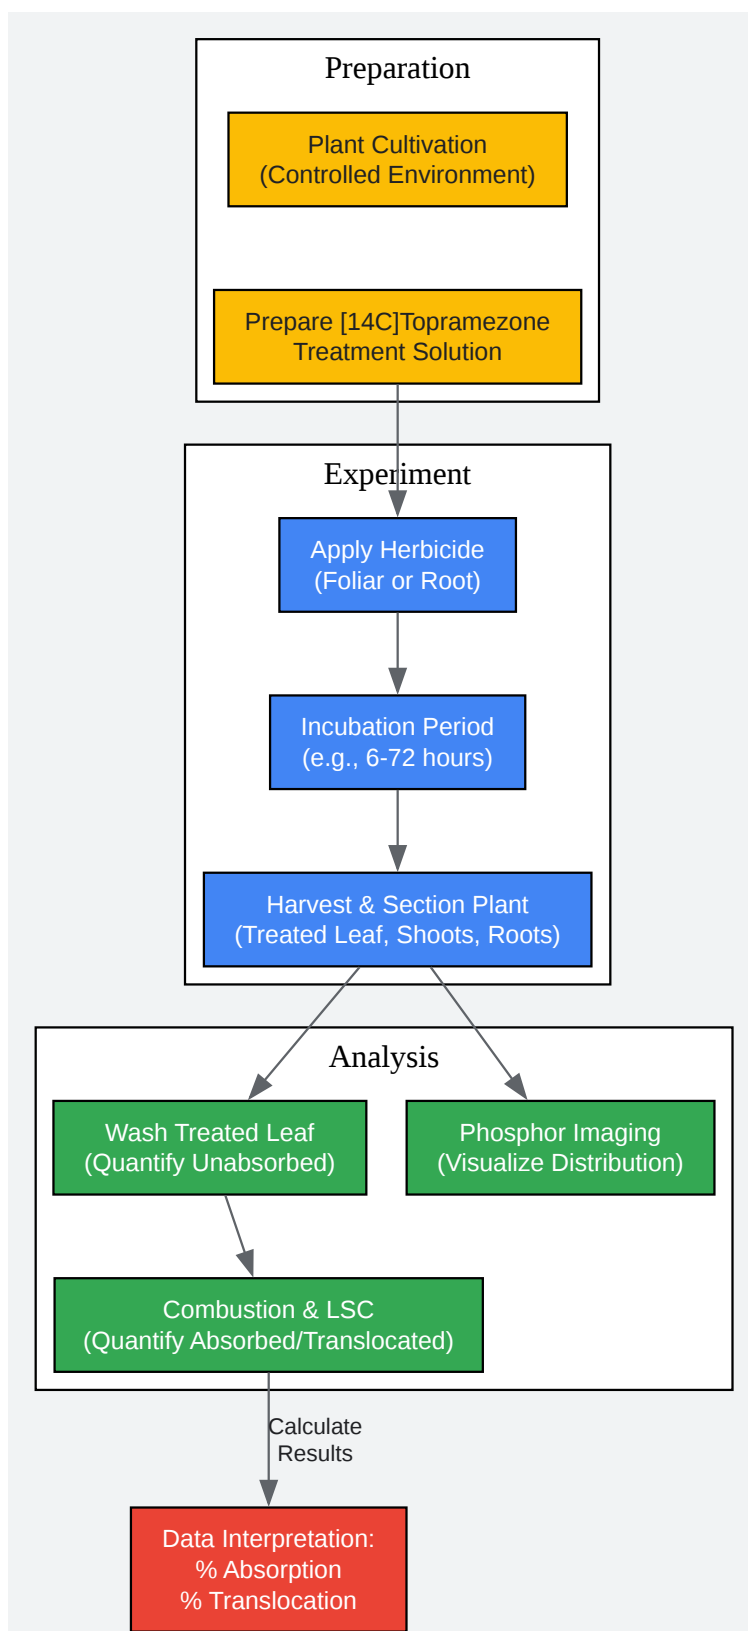 Preparation
Plant Cultivation
(Controlled Environment)
Prepare [14C]Topramezone
Treatment Solution
Experiment
Apply Herbicide
(Foliar or Root)
Incubation Period
(e.g., 6-72 hours)
Harvest & Section Plant
(Treated Leaf, Shoots, Roots)
Analysis
Wash Treated Leaf
(Quantify Unabsorbed)
Phosphor Imaging
(Visualize Distribution)
Combustion & LSC
(Quantify Absorbed/Translocated)
Calculate
Results
Data Interpretation:
% Absorption
% Translocation